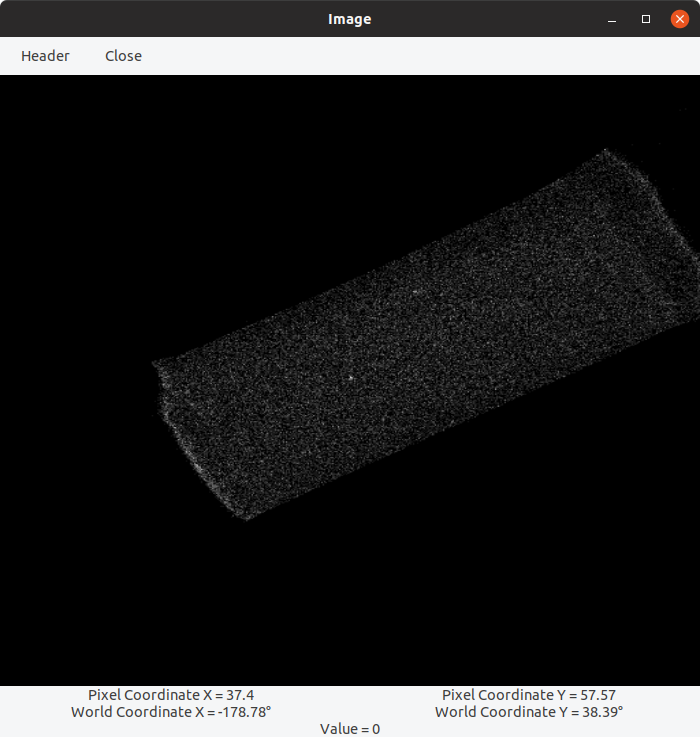 Image
Header Close
Pixel Coordinate X = 37.4 Pixel Coordinate Y = 57.57
World Coordinate X = -178.78° World Coordinate Y = 38.39°
Value = 0